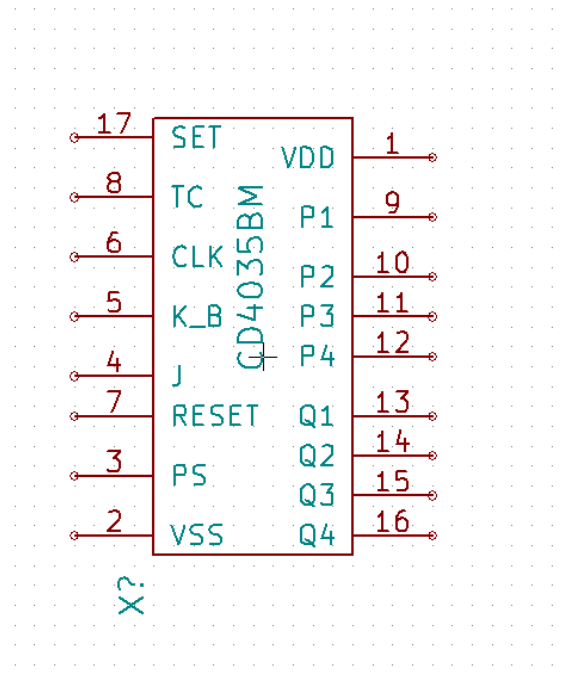 17 SET
VDD 1
8 TC
P1 9
6 CLK
P2 10
5 K_B
P3 11
CD4035BM
P4 12
4 J
7 RESET
Q1 13
Q2 14
3 PS
Q3 15
2 VSS
Q4 16
X?